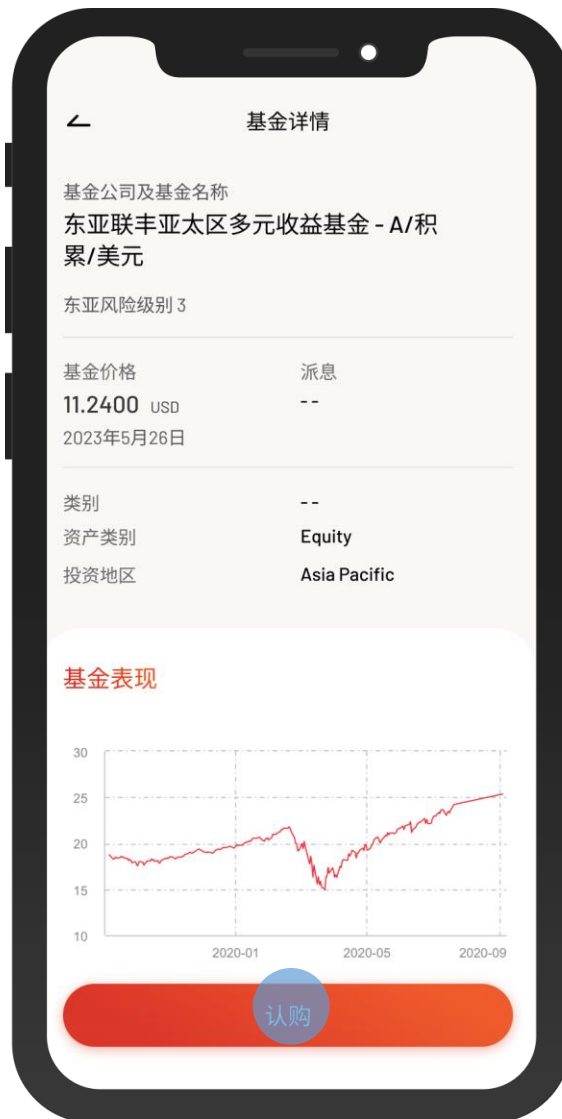 基金详情
基金公司及基金名称
东亚联丰亚太区多元收益基金 - A/积
累/美元
东亚风险级别 3
基金价格 派息
11.2400 USD --
2023年5月26日
类别 --
资产类别 Equity
投资地区 Asia Pacific
基金表现
30
25
20
15
10
2020-01 2020-05 2020-09
认购